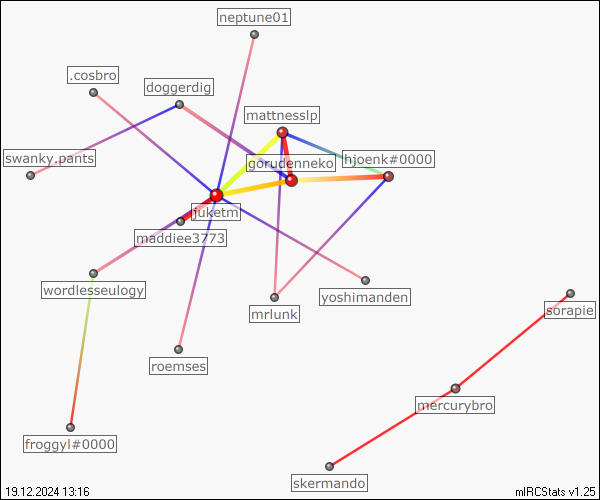 neptune01
.cosbro
doggerdig
mattnesslp
swanky.pants
gorudenneko
hjoenk#0000
juketm
maddiee3773
wordlesseulogy
yoshimanden
mrlunk
sorapie
roemses
mercurybro
froggyl#0000
skermando
19.12.2024 13:16
mIRCStats v1.25